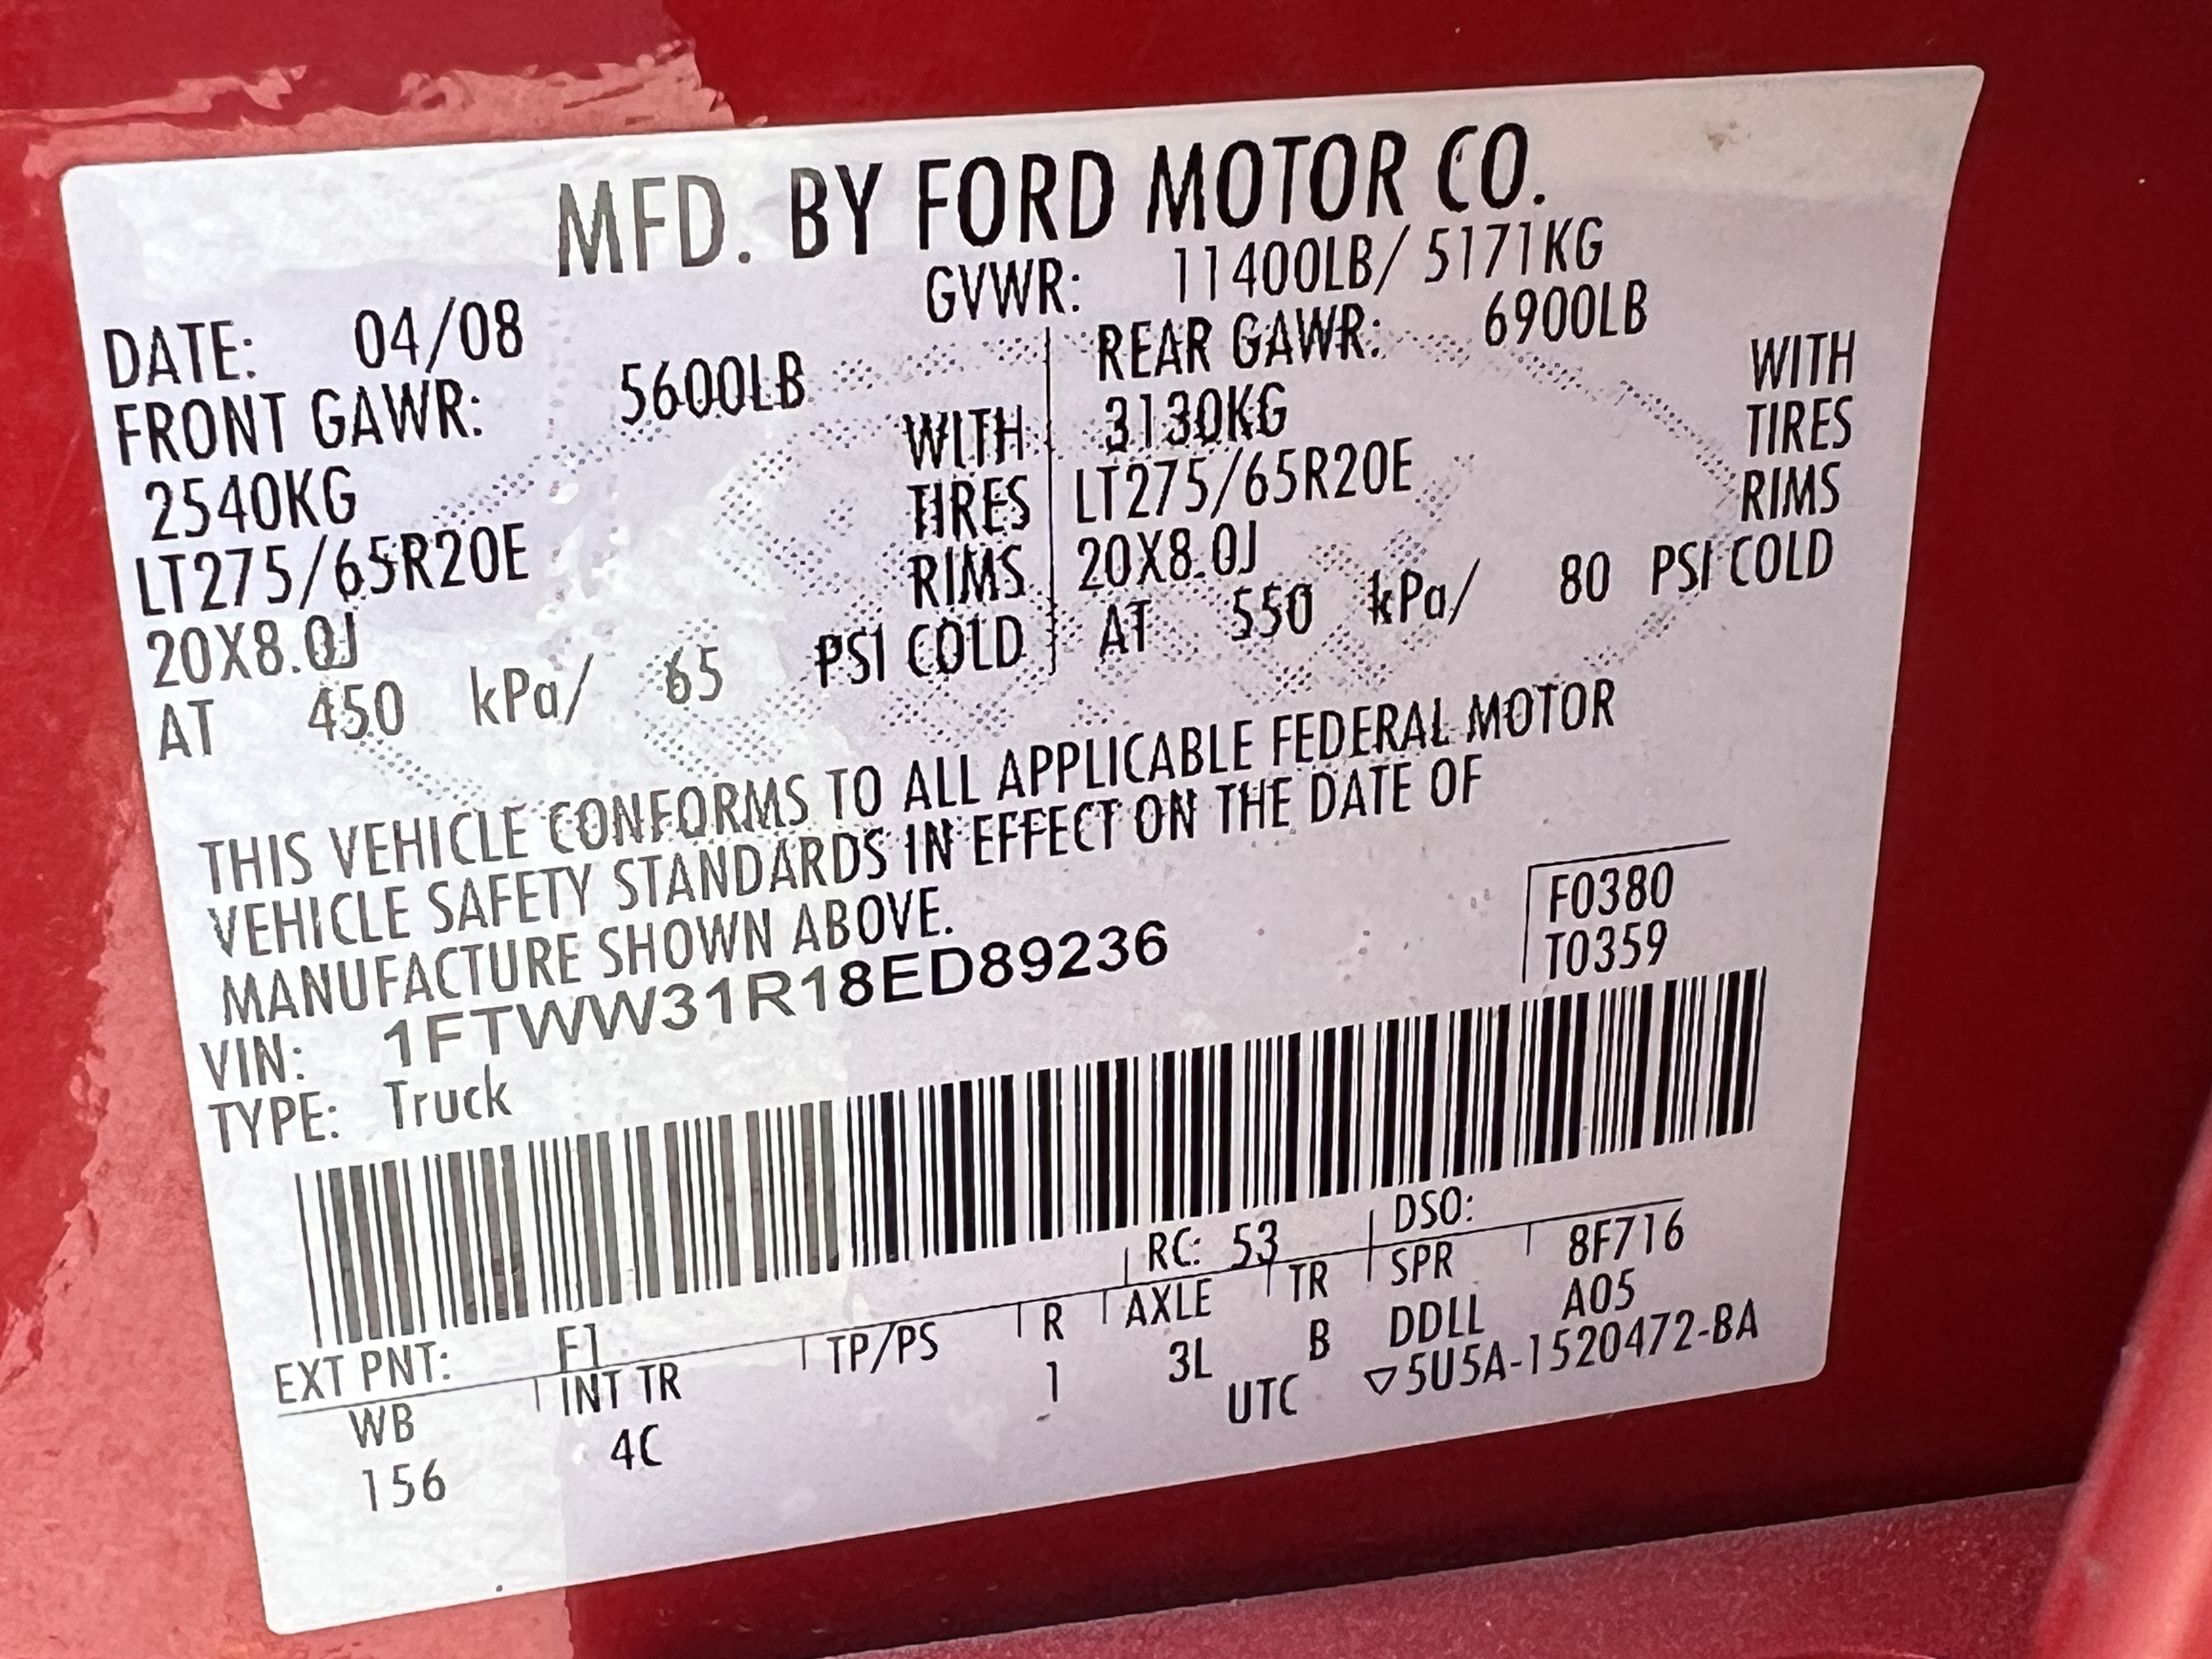 MFD. BY FORD MOTOR CO.
DATE: 04/08 GVWR: 11400LB/ 5171KG
FRONT GAWR: 5600LB REAR GAWR: 6900LB
2540KG WITH 3130KG WITH
LT275/65R20E TIRES LT275/65R20E TIRES
20X8.0J RIMS 20X8.0J RIMS
AT 450 kPa/ 65 PSI COLD AT 550 kPa/ 80 PSI COLD
THIS VEHICLE CONFORMS TO ALL APPLICABLE FEDERAL MOTOR
VEHICLE SAFETY STANDARDS IN EFFECT ON THE DATE OF
MANUFACTURE SHOWN ABOVE.
F0380
VIN: 1FTWW31R18ED89236 T0359
TYPE: Truck
EXT PNT: F1 RC: 53 DSO:
WB INT TR TP/PS R AXLE TR SPR 8F716
156 4C 1 3L B DDLL A05
UTC ▽5U5A-1520472-BA